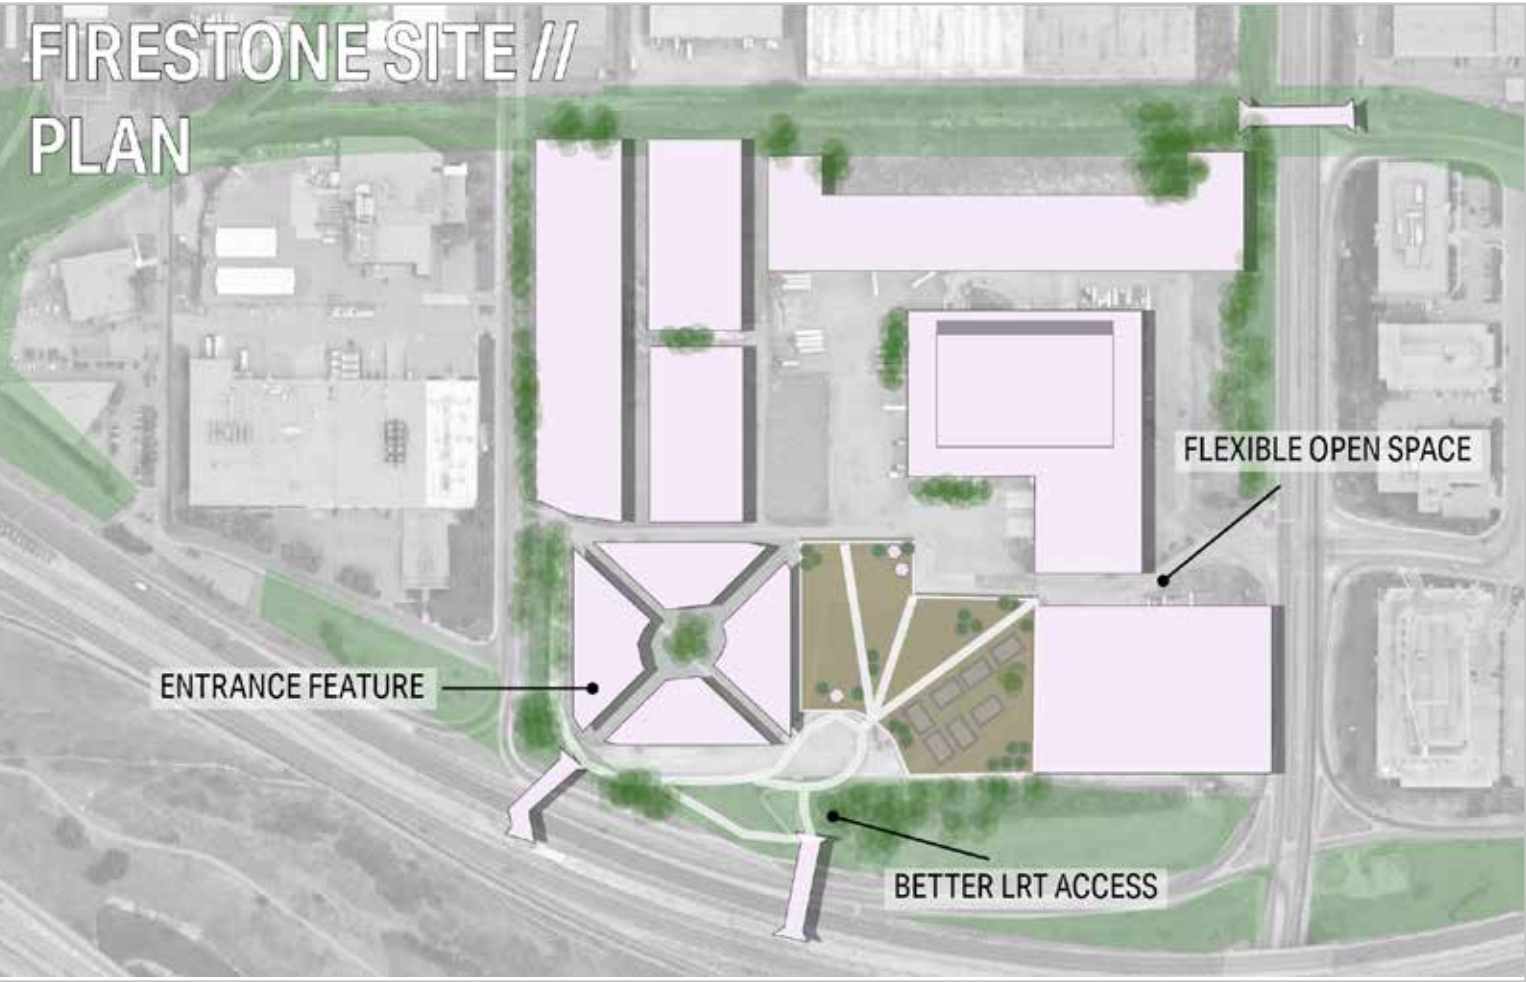 FIRESTONE SITE //
PLAN
FLEXIBLE OPEN SPACE
ENTRANCE FEATURE
BETTER LRT ACCESS